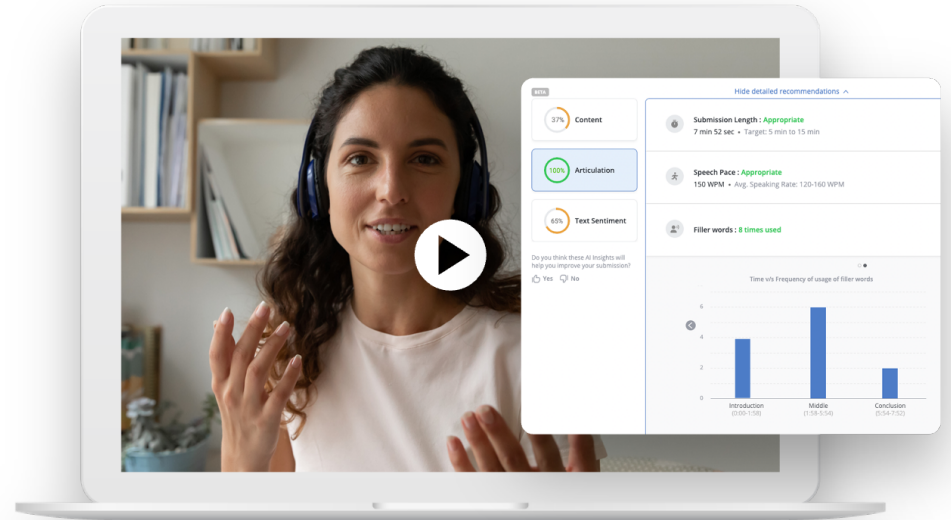 BETA
37% Content
100% Articulation
65% Text Sentiment
Do you think these AI Insights will
help you improve your submission?
Yes No
Hide detailed recommendations
Submission Length : Appropriate
7 min 52 sec • Target: 5 min to 15 min
Speech Pace : Appropriate
150 WPM • Avg. Speaking Rate: 120-160 WPM
Filler words : 8 times used
Time v/s Frequency of usage of filler words
6
4
2
0
Introduction Middle Conclusion
(0:00-1:58) (1:58-5:54) (5:54-7:52)